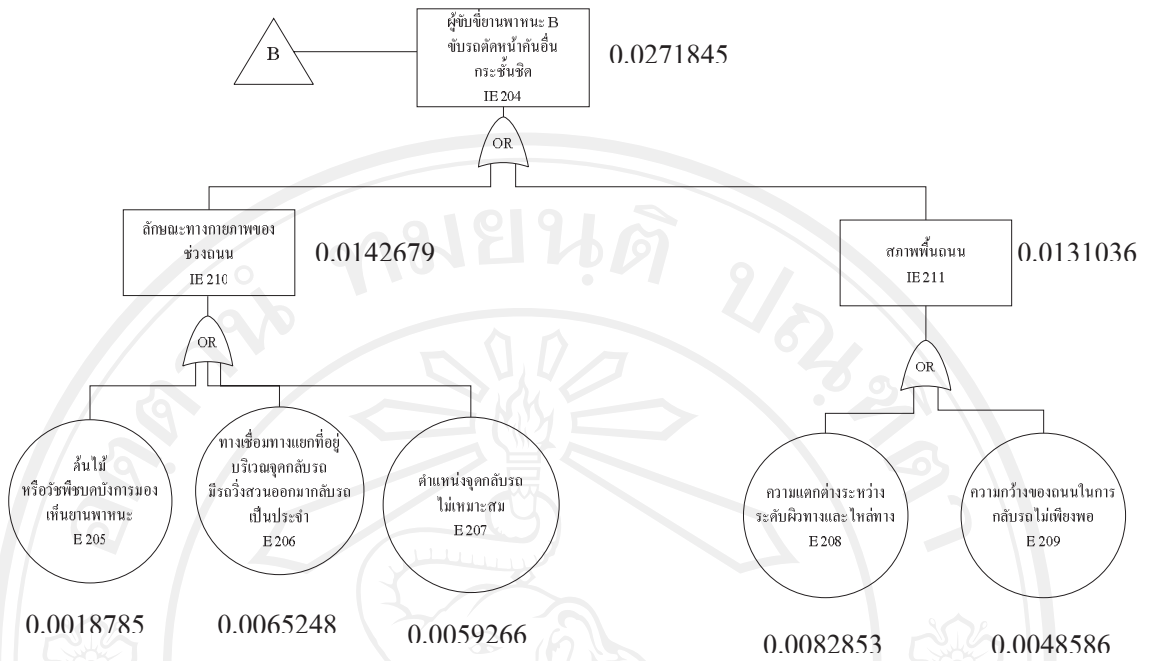 B
ผู้ขับขี่ยานพาหนะ B
ขับรถตัดหน้าคันอื่น
กระชั้นชิด
IE 204
0.0271845
OR
ลักษณะทางกายภาพของ
ช่วงถนน
IE 210
0.0142679
สภาพพื้นถนน
IE 211
0.0131036
OR
OR
ต้นไม้
หรือวัชพืชบดบังการมอง
เห็นยานพาหนะ
E 205
ทางเชื่อมทางแยกที่อยู่
บริเวณจุดกลับรถ
มีรถวิ่งสวนออกมากลับรถ
เป็นประจำ
E 206
ตำแหน่งจุดกลับรถ
ไม่เหมาะสม
E 207
ความแตกต่างระหว่าง
ระดับผิวทางและไหล่ทาง
E 208
ความกว้างของถนนในการ
กลับรถไม่เพียงพอ
E 209
0.0018785
0.0065248
0.0059266
0.0082853
0.0048586